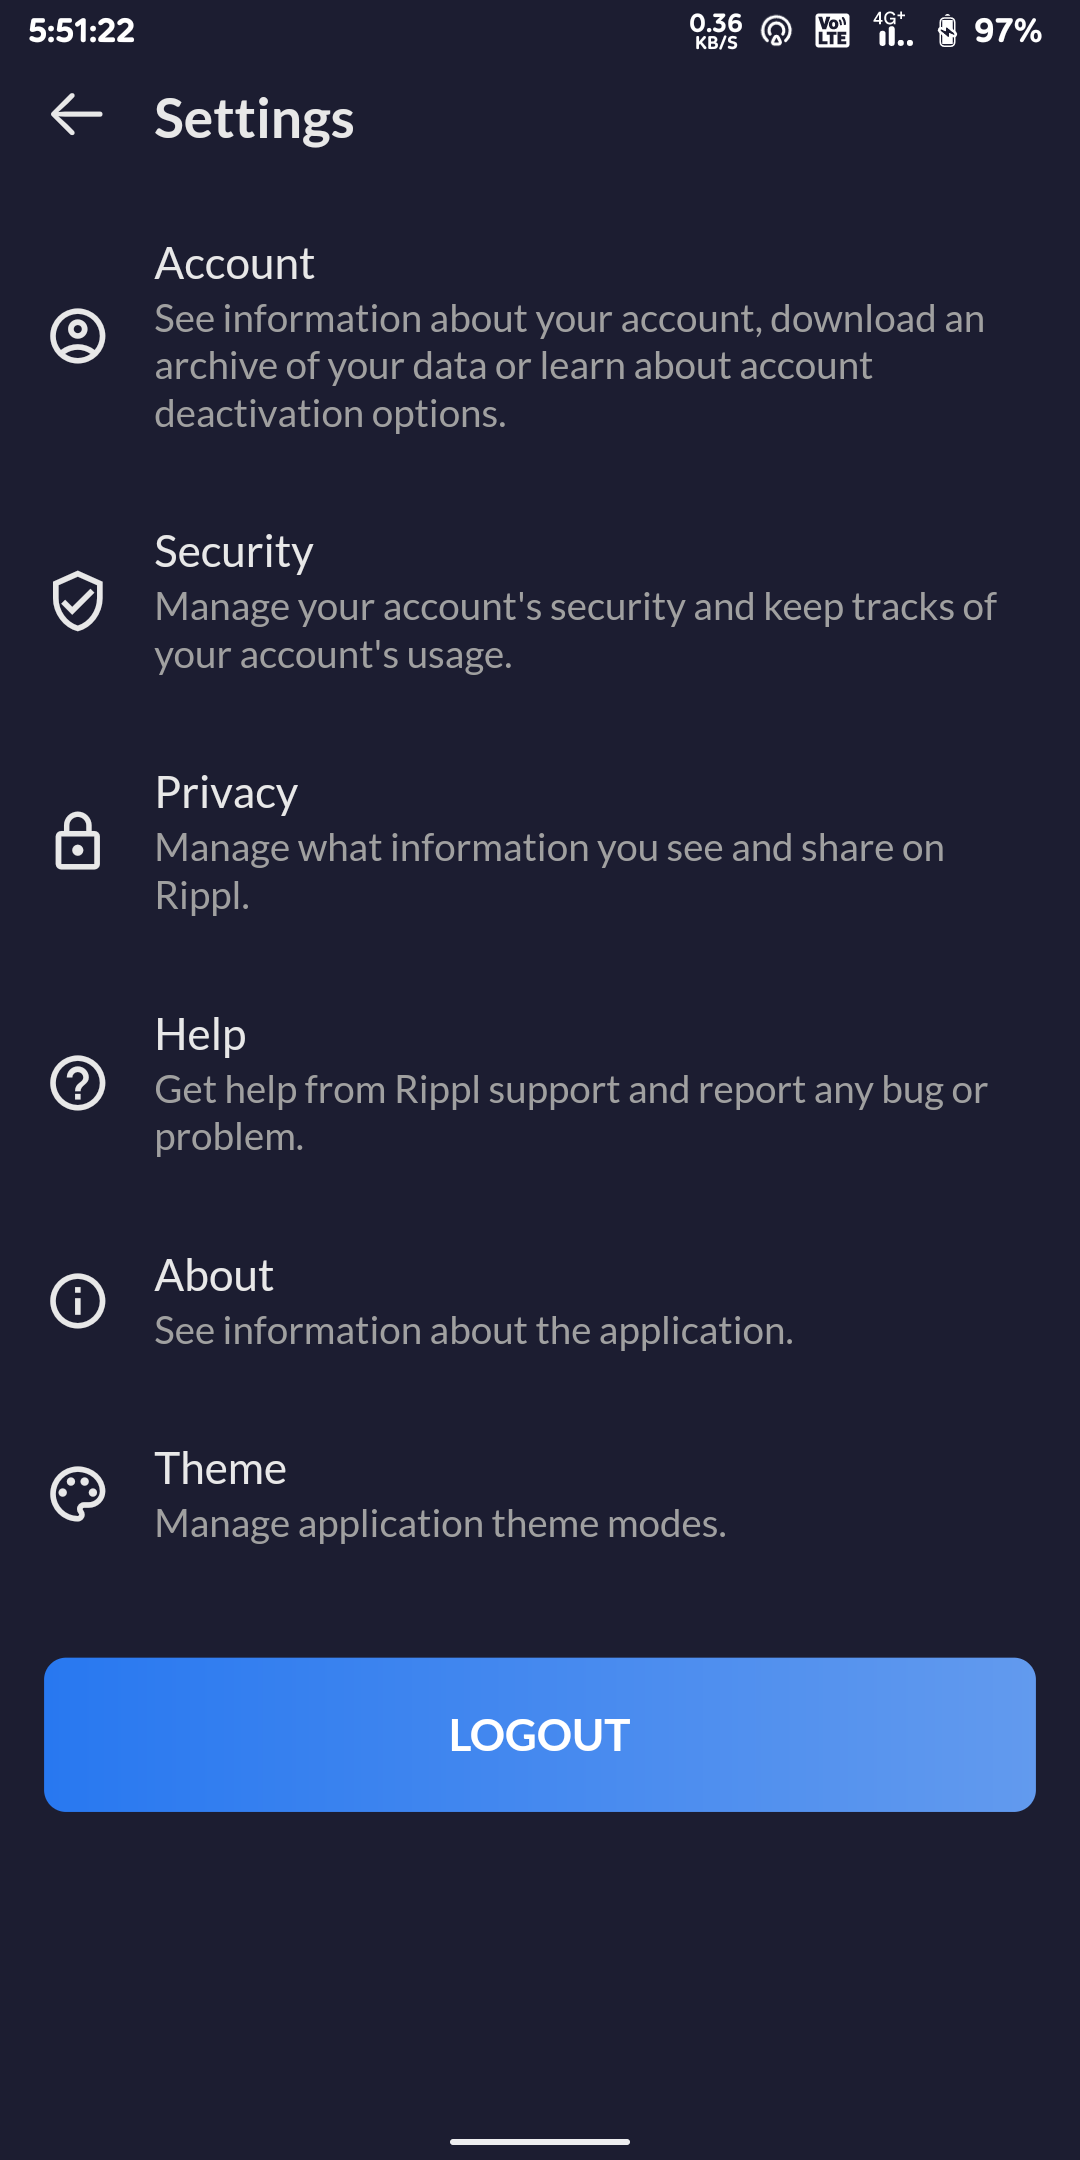 5:51:22
0.36
KB/S
Vo
LTE
4G+
97%
Settings
Account
See information about your account, download an
archive of your data or learn about account
deactivation options.
Security
Manage your account's security and keep tracks of
your account's usage.
Privacy
Manage what information you see and share on
Rippl.
Help
Get help from Rippl support and report any bug or
problem.
About
See information about the application.
Theme
Manage application theme modes.
LOGOUT